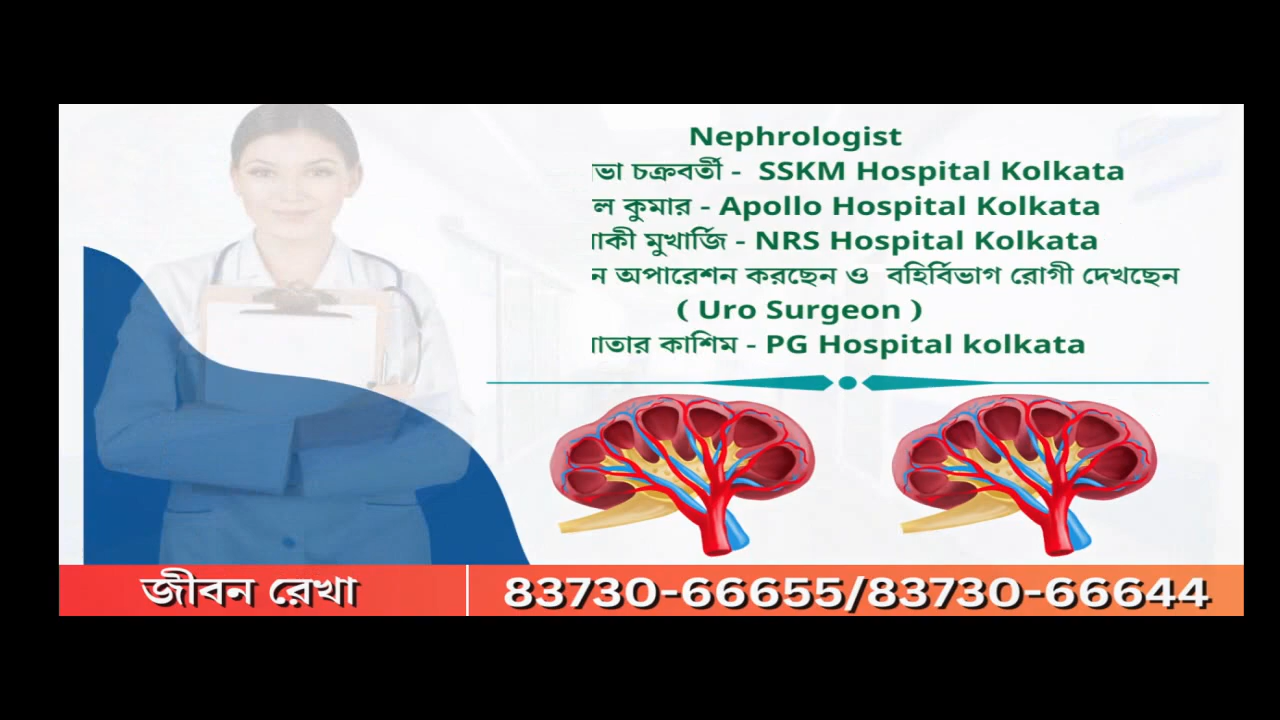 Nephrologist
চক্রবর্তী - SSKM Hospital Kolkata
কুমার - Apollo Hospital Kolkata
মুখার্জি - NRS Hospital Kolkata
অপারেশন করছেন ও বহির্বিভাগ রোগী দেখছেন
( Uro Surgeon )
কাশিম - PG Hospital kolkata
জীবন রেখা
83730-66655/83730-66644